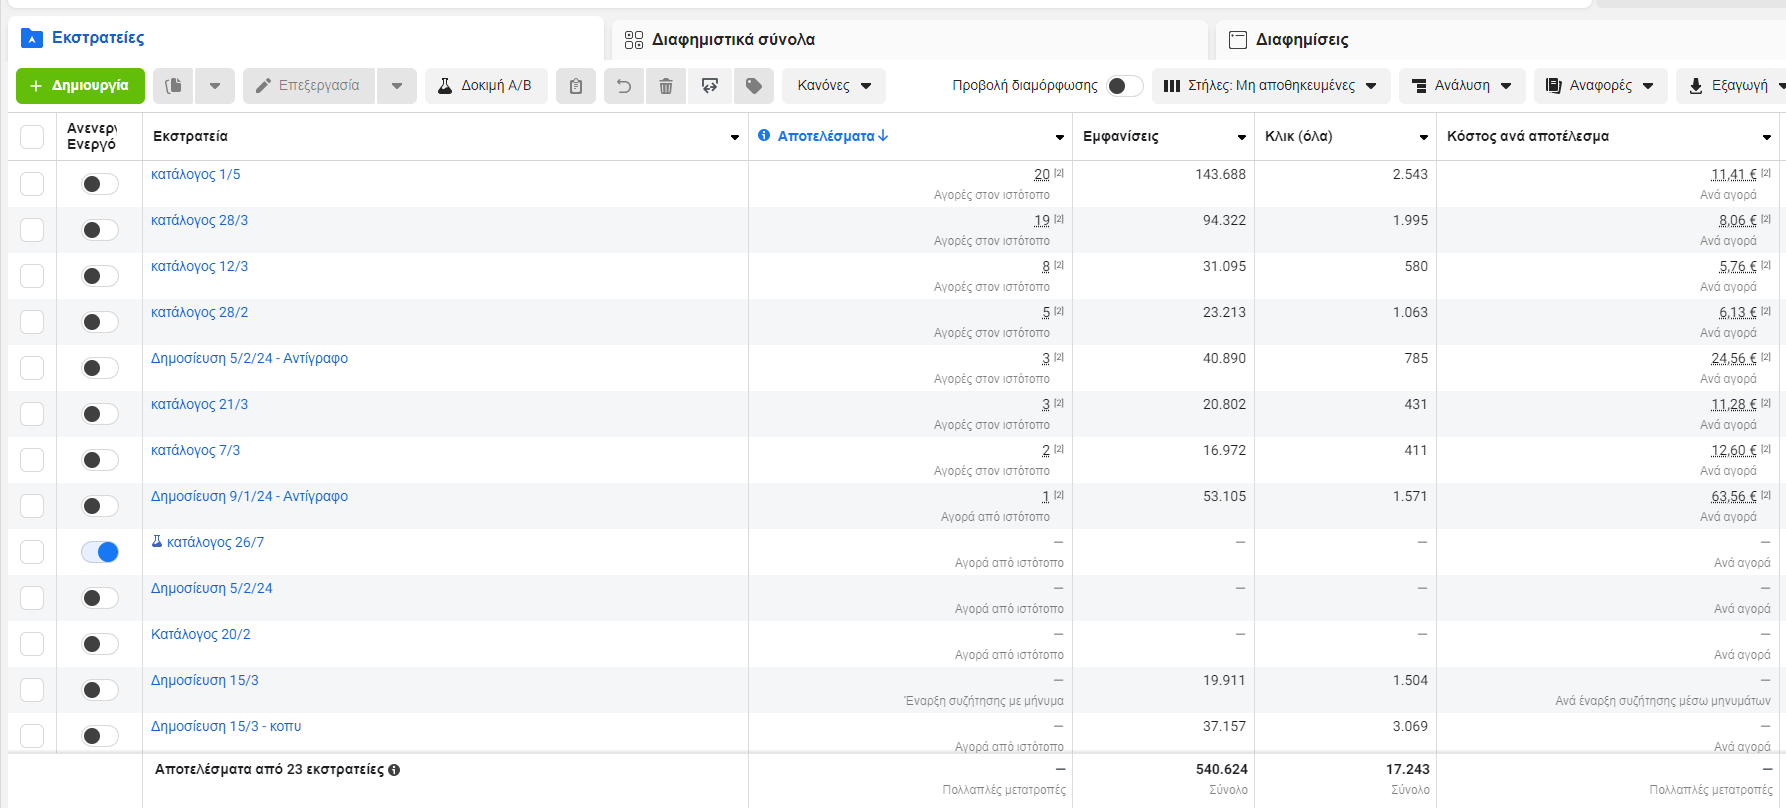 Εκστρατείες
Διαφημιστικά σύνολα
Διαφημίσεις
+ Δημιουργία
Επεξεργασία
Δοκιμή A/B
Κανόνες
Προβολή διαμόρφωσης
Στήλες: Μη αποθηκευμένες
Ανάλυση
Αναφορές
Εξαγωγή
Ανενεργ
Ενεργό
Εκστρατεία
Αποτελέσματα ↓
Εμφανίσεις
Κλικ (όλα)
Κόστος ανά αποτέλεσμα
κατάλογος 1/5 20 [2] 143.688 2.543 11,41 € [2]
Αγορές στον ιστότοπο Ανά αγορά
κατάλογος 28/3 19 [2] 94.322 1.995 8,06 € [2]
Αγορές στον ιστότοπο Ανά αγορά
κατάλογος 12/3 8 [2] 31.095 580 5,76 € [2]
Αγορές στον ιστότοπο Ανά αγορά
κατάλογος 28/2 5 [2] 23.213 1.063 6,13 € [2]
Αγορές στον ιστότοπο Ανά αγορά
Δημοσίευση 5/2/24 - Αντίγραφο 3 [2] 40.890 785 24,56 € [2]
Αγορές στον ιστότοπο Ανά αγορά
κατάλογος 21/3 3 [2] 20.802 431 11,28 € [2]
Αγορές στον ιστότοπο Ανά αγορά
κατάλογος 7/3 2 [2] 16.972 411 12,60 € [2]
Αγορές στον ιστότοπο Ανά αγορά
Δημοσίευση 9/1/24 - Αντίγραφο 1 [2] 53.105 1.571 63,56 € [2]
Αγορά από ιστότοπο Ανά αγορά
κατάλογος 26/7 — — — —
Αγορά από ιστότοπο Ανά αγορά
Δημοσίευση 5/2/24 — — — —
Αγορά από ιστότοπο Ανά αγορά
Κατάλογος 20/2 — — — —
Αγορά από ιστότοπο Ανά αγορά
Δημοσίευση 15/3 — 19.911 1.504 —
Έναρξη συζήτησης με μήνυμα Ανά έναρξη συζήτησης μέσω μηνυμάτων
Δημοσίευση 15/3 - κοπυ — 37.157 3.069 —
Αγορά από ιστότοπο Ανά αγορά
Αποτελέσματα από 23 εκστρατείες — 540.624 17.243 —
Πολλαπλές μετατροπές Σύνολο Σύνολο Πολλαπλές μετατροπές